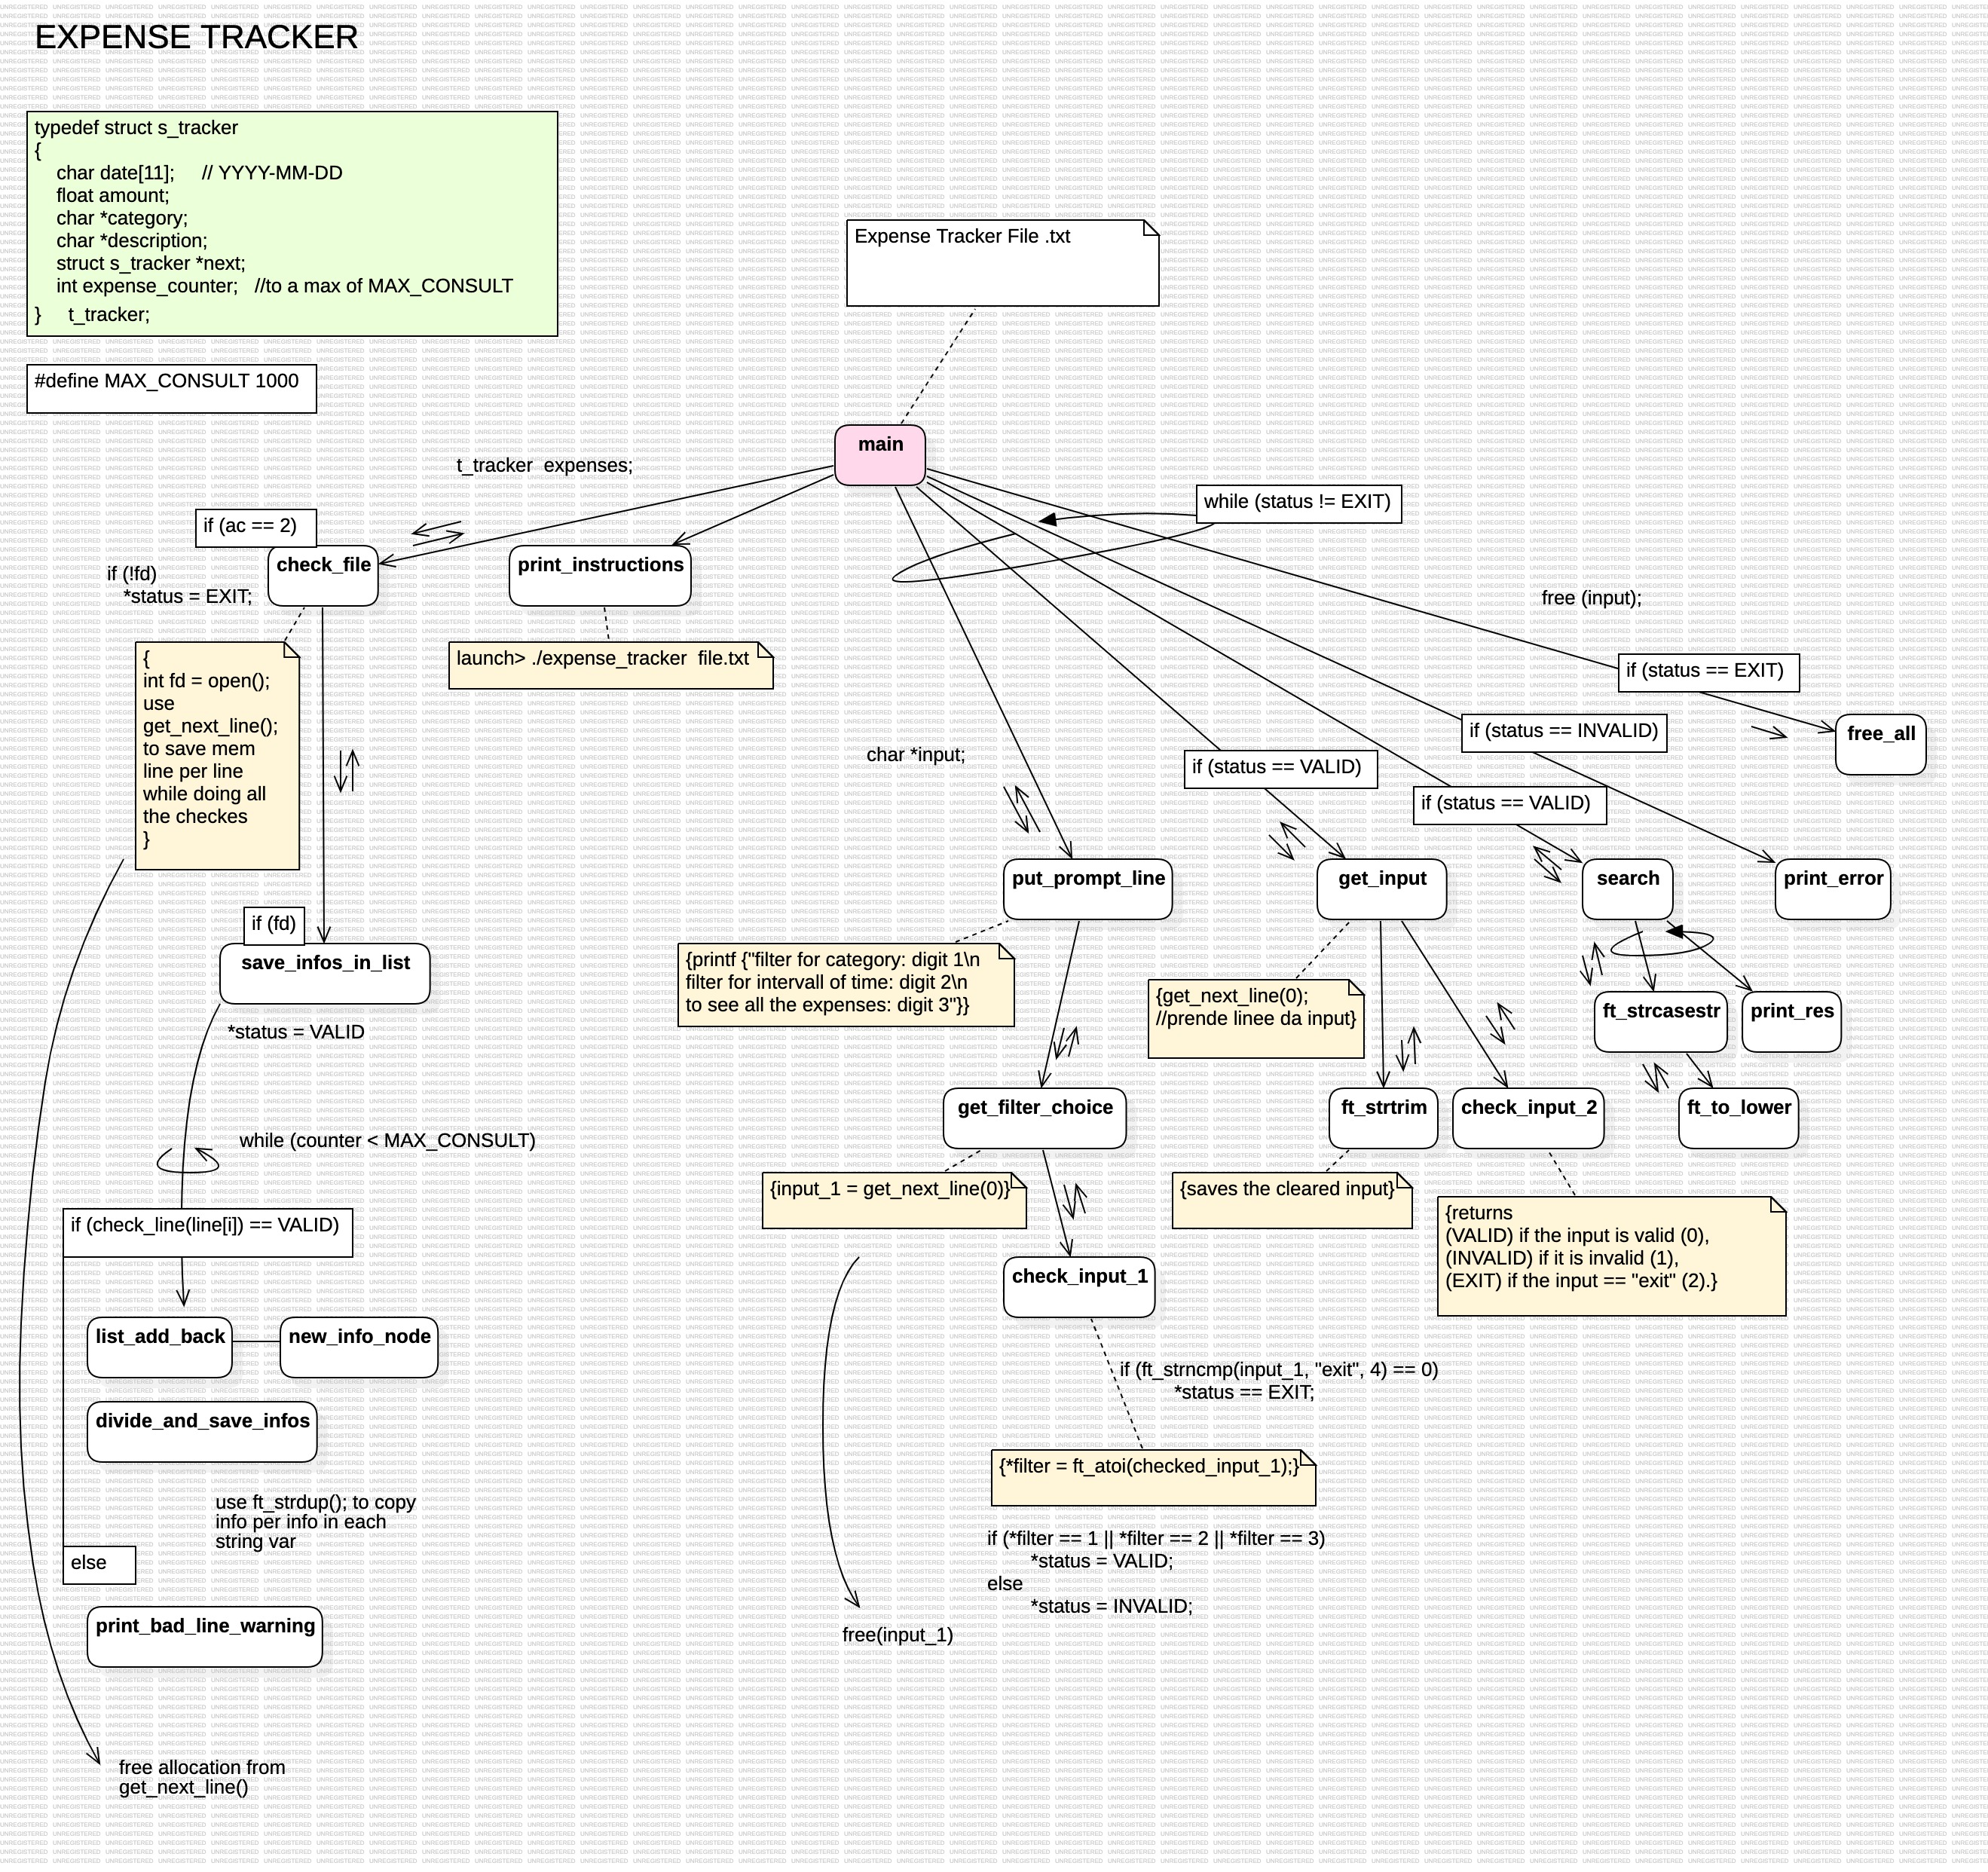 EXPENSE TRACKER
typedef struct s_tracker
{
char date[11]; // YYYY-MM-DD
float amount;
char *category;
char *description;
struct s_tracker *next;
int expense_counter; //to a max of MAX_CONSULT
} t_tracker;
#define MAX_CONSULT 1000
Expense Tracker File .txt
main
t_tracker expenses;
while (status != EXIT)
if (ac == 2)
check_file
if (!fd)
*status = EXIT;
print_instructions
launch> ./expense_tracker file.txt
{
int fd = open();
use
get_next_line();
to save mem
line per line
while doing all
the checkes
}
free (input);
if (status == EXIT)
free_all
if (status == INVALID)
char *input;
if (status == VALID)
if (status == VALID)
put_prompt_line
get_input
search
print_error
if (fd)
save_infos_in_list
*status = VALID
{printf {"filter for category: digit 1\n
filter for intervall of time: digit 2\n
to see all the expenses: digit 3"}}
{get_next_line(0);
//prende linee da input}
ft_strcasestr
print_res
get_filter_choice
ft_strtrim
check_input_2
ft_to_lower
while (counter < MAX_CONSULT)
{input_1 = get_next_line(0)}
{saves the cleared input}
{returns
(VALID) if the input is valid (0),
(INVALID) if it is invalid (1),
(EXIT) if the input == "exit" (2).}
if (check_line(line[i]) == VALID)
check_input_1
list_add_back
new_info_node
if (ft_strncmp(input_1, "exit", 4) == 0)
*status == EXIT;
divide_and_save_infos
{*filter = ft_atoi(checked_input_1);}
use ft_strdup(); to copy
info per info in each
string var
else
if (*filter == 1 || *filter == 2 || *filter == 3)
*status = VALID;
else
*status = INVALID;
print_bad_line_warning
free(input_1)
free allocation from
get_next_line()
UNREGISTERED